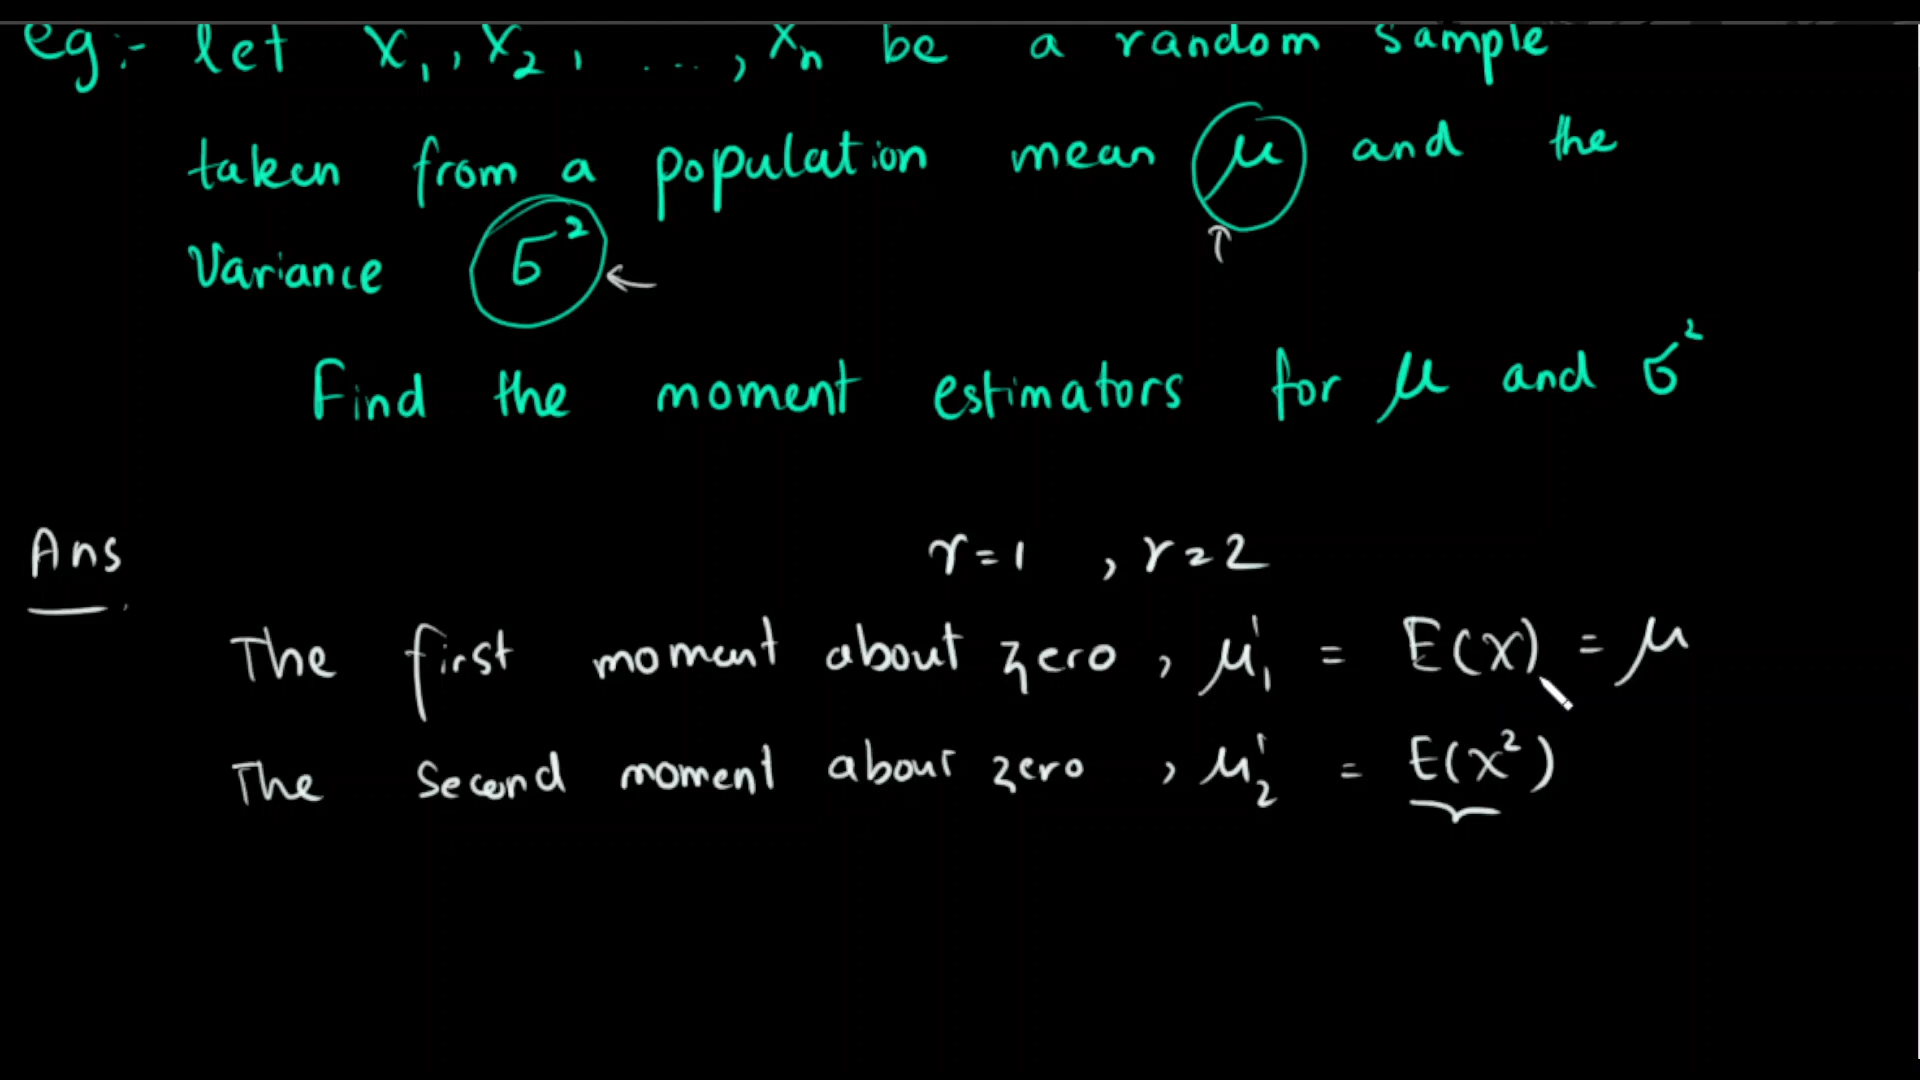 eg:- let X₁, X₂, ..., Xₙ be a random sample
taken from a population mean μ and the
Variance σ²
Find the moment estimators for μ and σ²
Ans
r=1 , r=2
The first moment about zero , μ'₁ = E(X) = μ
The second moment about zero , μ'₂ = E(X²)